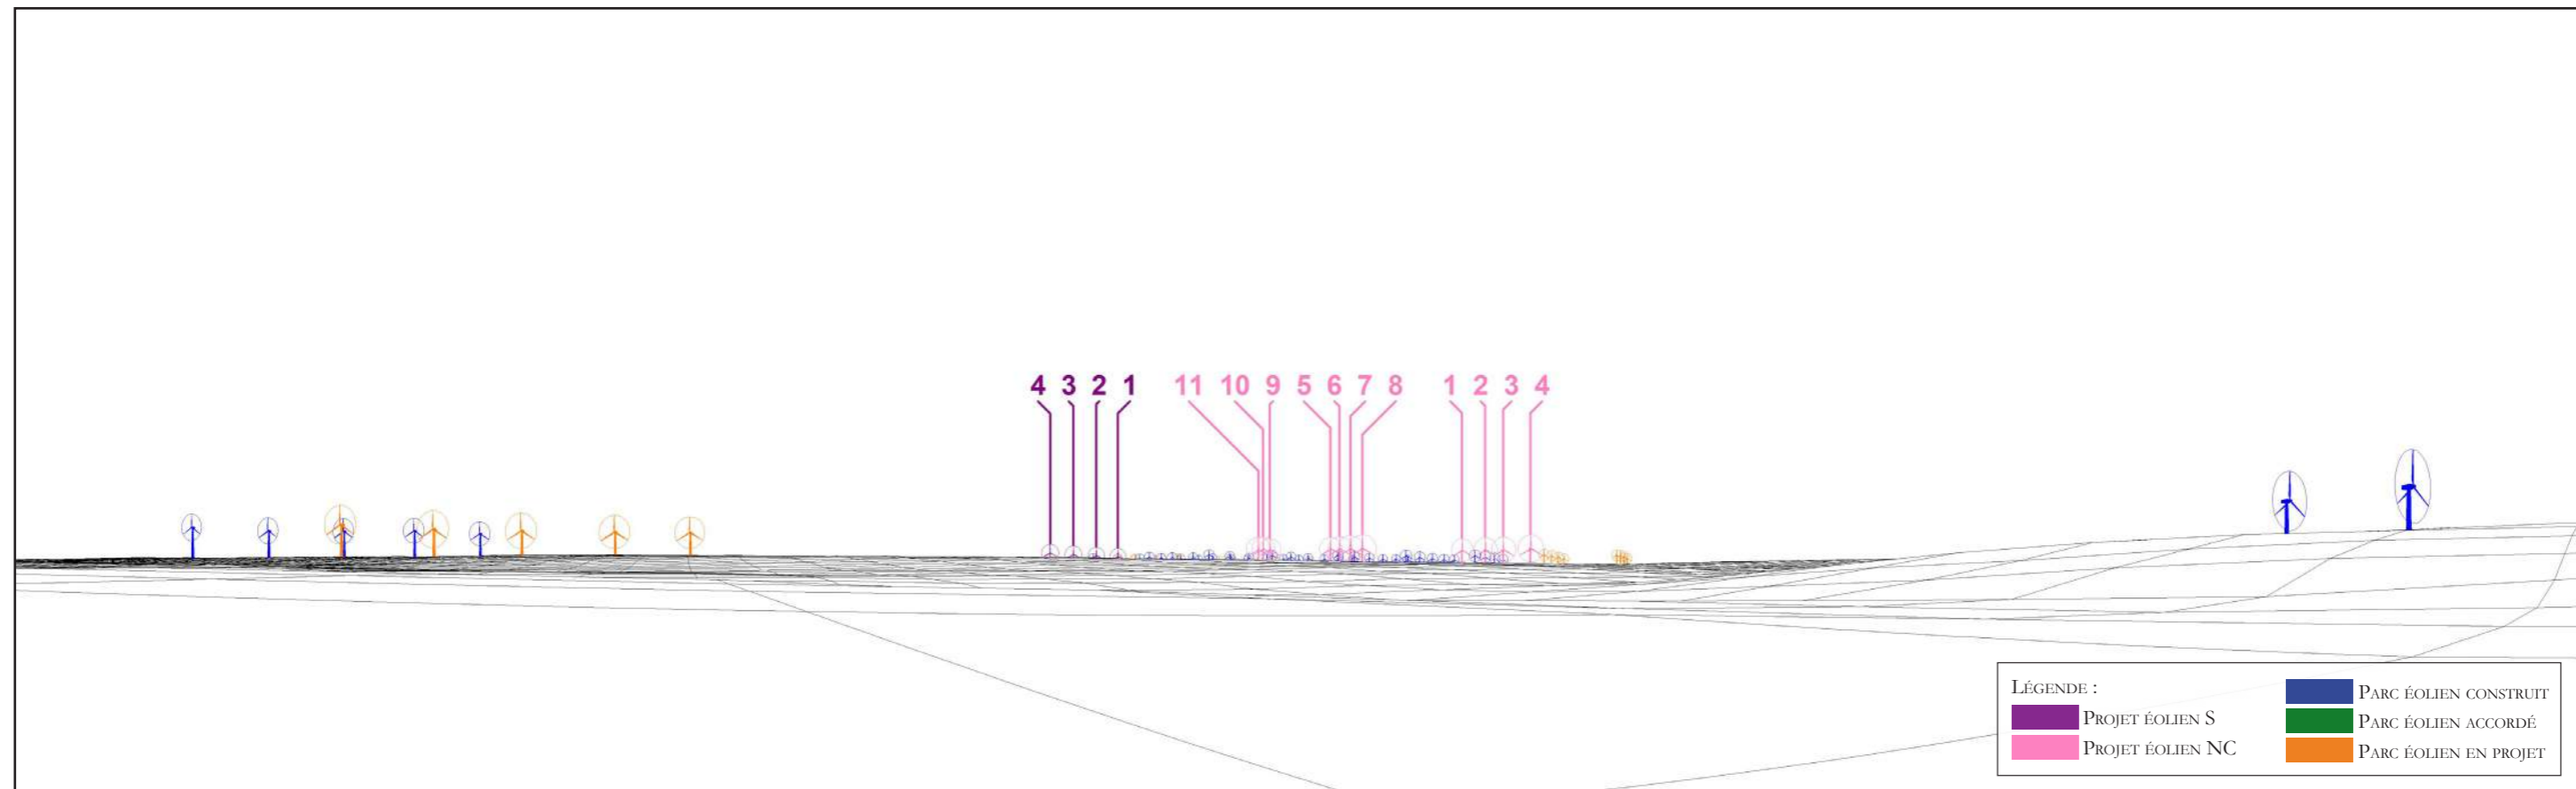 4 3 2 1 11 10 9 5 6 7 8 1 2 3 4
Légende :
Projet éolien S
Projet éolien NC
Parc éolien construit
Parc éolien accordé
Parc éolien en projet